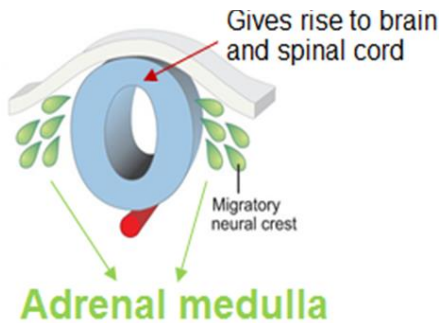 Gives rise to brain
and spinal cord
Migratory
neural crest
Adrenal medulla